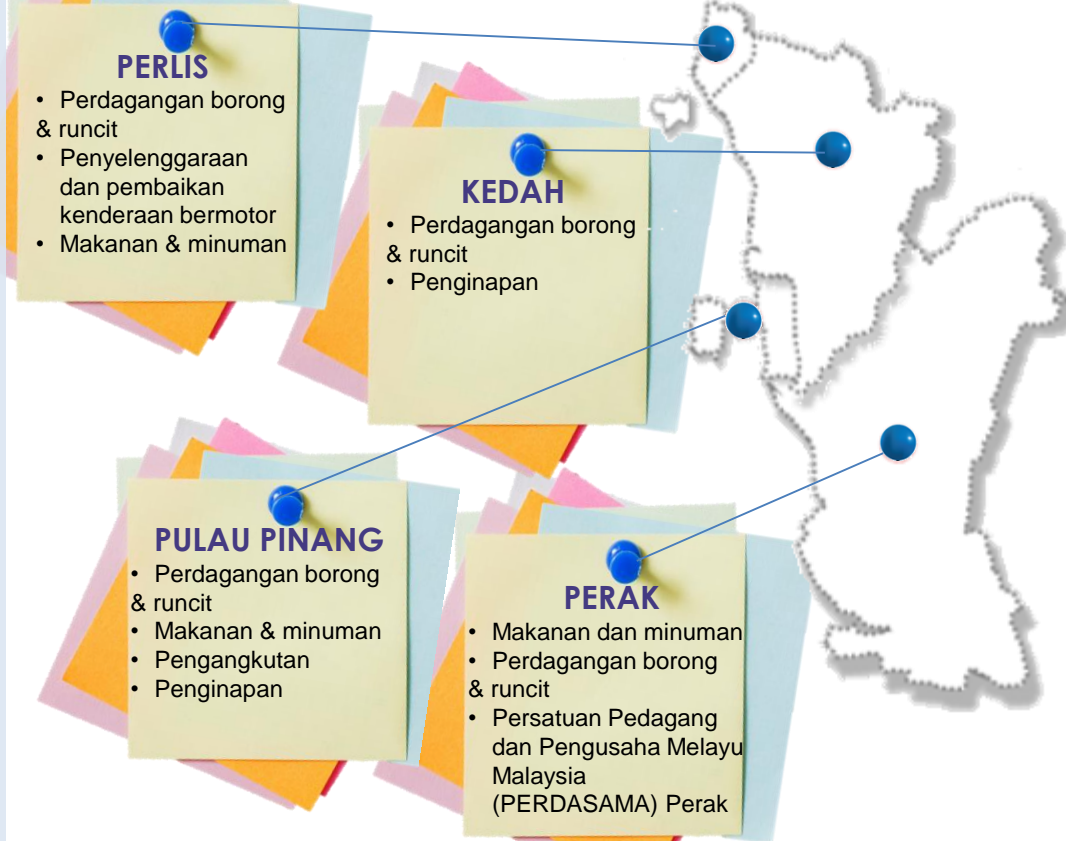 PERLIS
• Perdagangan borong
& runcit
• Penyelenggaraan
dan pembaikan
kenderaan bermotor
• Makanan & minuman
KEDAH
• Perdagangan borong
& runcit
• Penginapan
PULAU PINANG
• Perdagangan borong
& runcit
• Makanan & minuman
• Pengangkutan
• Penginapan
PERAK
• Makanan dan minuman
• Perdagangan borong
& runcit
• Persatuan Pedagang
dan Pengusaha Melayu
Malaysia
(PERDASAMA) Perak